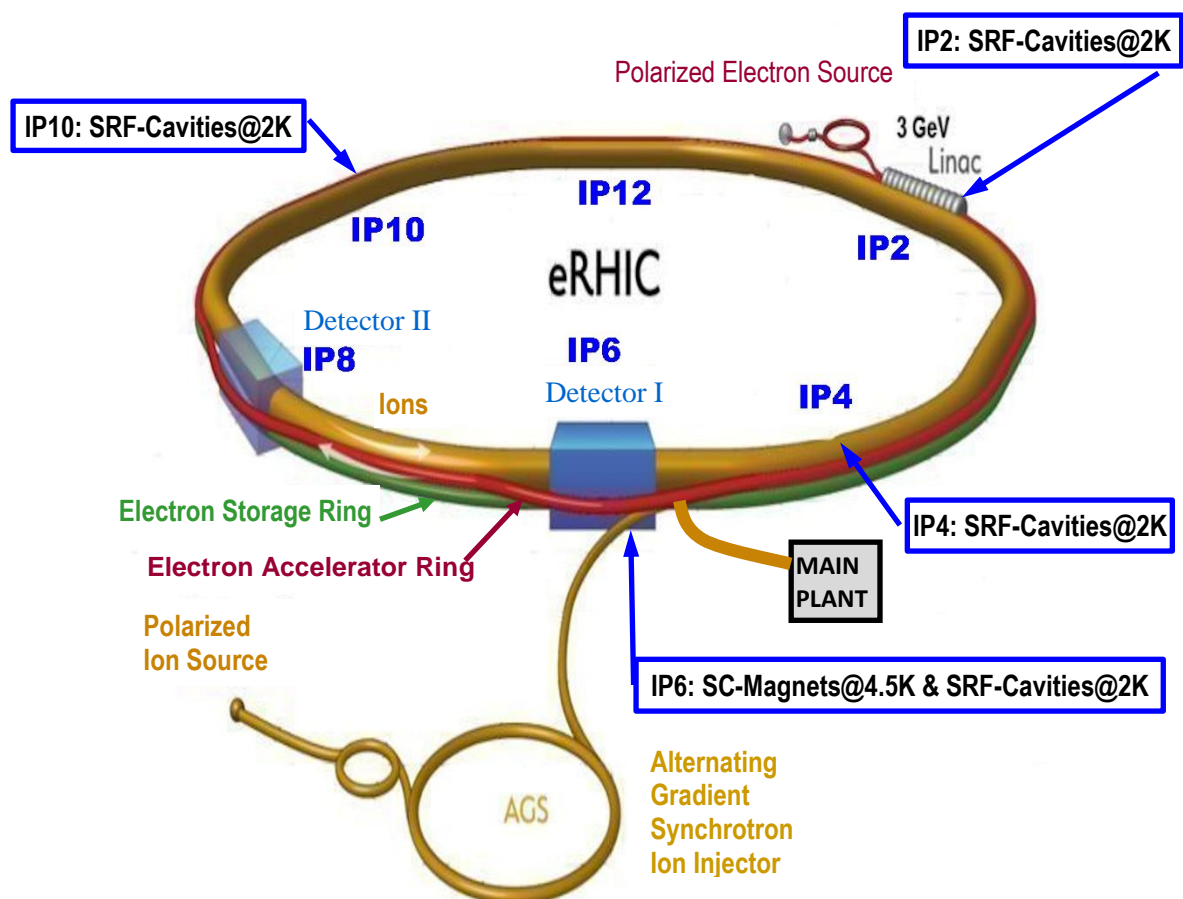 IP2: SRF-Cavities@2K
Polarized Electron Source
IP10: SRF-Cavities@2K
3 GeV
Linac
IP12
IP10
IP2
eRHIC
Detector II
IP8
IP6
Detector I
IP4
Ions
Electron Storage Ring
IP4: SRF-Cavities@2K
Electron Accelerator Ring
MAIN
PLANT
Polarized
Ion Source
IP6: SC-Magnets@4.5K & SRF-Cavities@2K
Alternating
Gradient
Synchrotron
Ion Injector
AGS